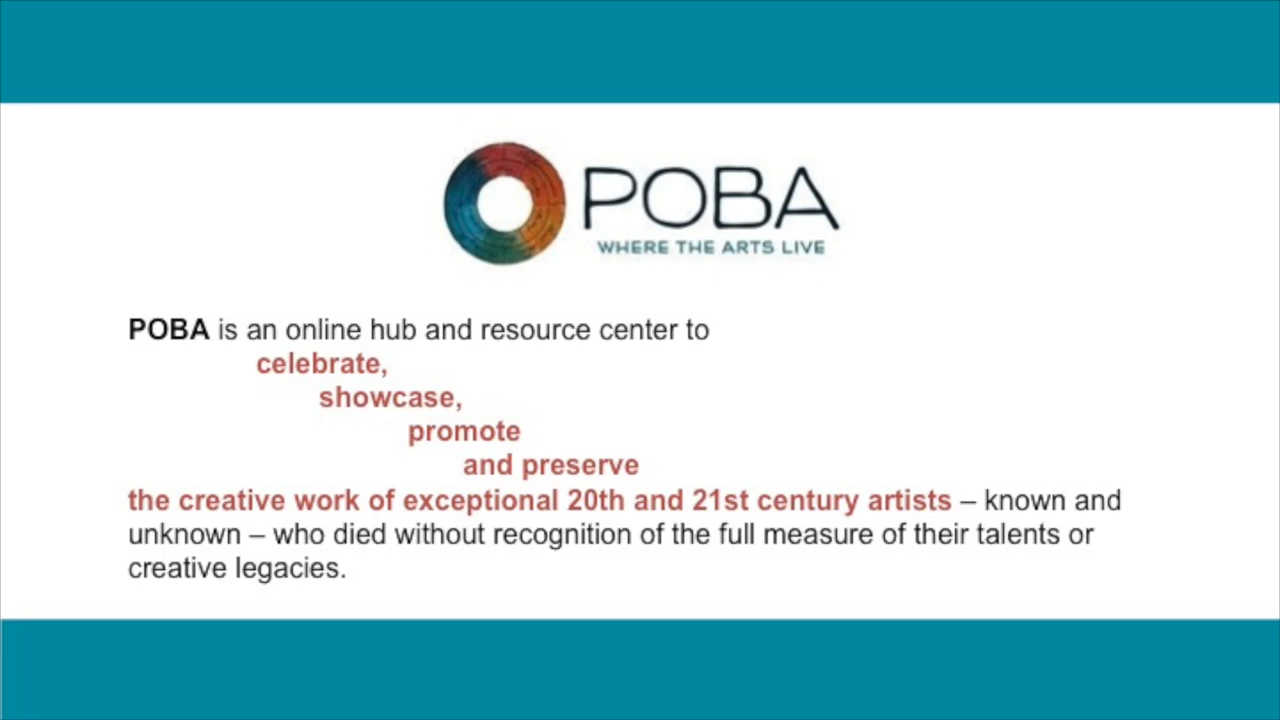 POBA
WHERE THE ARTS LIVE
POBA is an online hub and resource center to
celebrate,
showcase,
promote
and preserve
the creative work of exceptional 20th and 21st century artists – known and
unknown – who died without recognition of the full measure of their talents or
creative legacies.